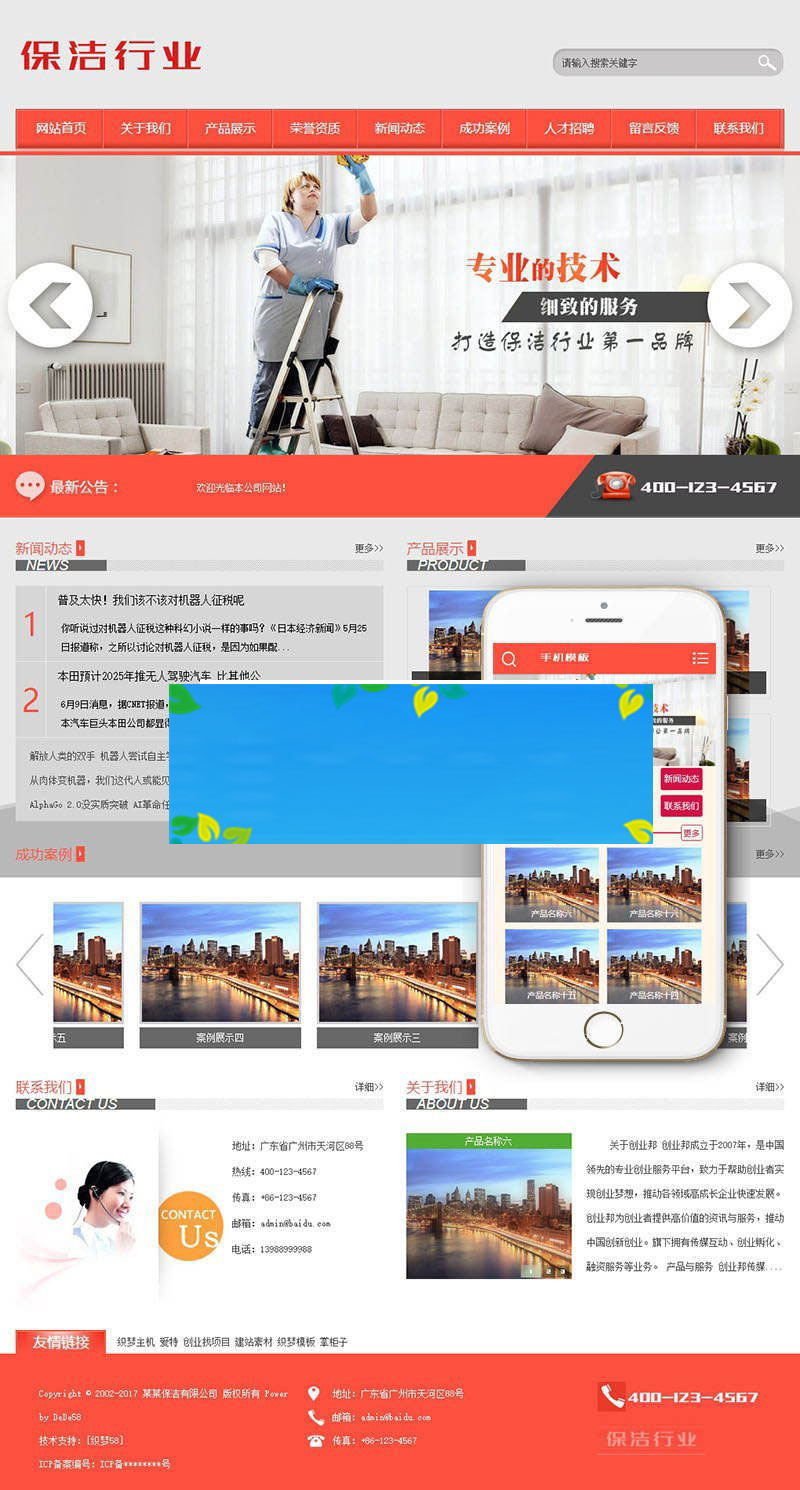 保洁行业
请输入搜索关键字
网站首页 关于我们 产品展示 荣誉资质 新闻动态 成功案例 人才招聘 留言反馈 联系我们
专业的技术
细致的服务
打造保洁行业第一品牌
最新公告：
欢迎光临本公司网站!
400-123-4567
新闻动态
更多>>
NEWS
1
普及太快！我们该不该对机器人征税呢
你听说过对机器人征税这种科幻小说一样的事吗？《日本经济新闻》5月25
日报道称，之所以讨论对机器人征税，是因为如果配...
2
本田预计2025年推无人驾驶汽车 比其他公
6月9日消息，据CNET报道，
本汽车巨头本田公司都显得
解放人类的双手 机器人尝试自主
从肉体变机器，我们这代人或能见
AlphaGo 2.0没实质突破 AI革命任
产品展示
更多>>
PRODUCT
手机模板
技术
的服务
公第一品牌
新闻动态
联系我们
更多
产品名称六
产品名称十六
产品名称十五
产品名称十四
成功案例
更多>>
示五
案例展示四
案例展示三
案例
联系我们
详细>>
CONTACT US
CONTACT
Us
地址：广东省广州市天河区88号
热线：400-123-4567
传真：+86-123-4567
邮箱：admin@baidu.com
电话：13988999988
关于我们
详细>>
ABOUT US
产品名称六
1 2 3
关于创业邦 创业邦成立于2007年，是中国
领先的专业创业服务平台，致力于帮助创业者实
现创业梦想，推动各领域高成长企业快速发展。
创业邦为创业者提供高价值的资讯与服务，推动
中国创新创业。旗下拥有传媒互动、创业孵化、
融资服务等业务。 产品与服务 创业邦传媒....
友情链接
织梦主机 爱特 创业找项目 建站素材 织梦模板 掌柜子
Copyright © 2002-2017 某某保洁有限公司 版权所有 Power
by DeDe58
技术支持：[织梦58]
ICP备案编号：ICP备********号
地址：广东省广州市天河区88号
邮箱：admin@baidu.com
传真：+86-123-4567
400-123-4567
保洁行业